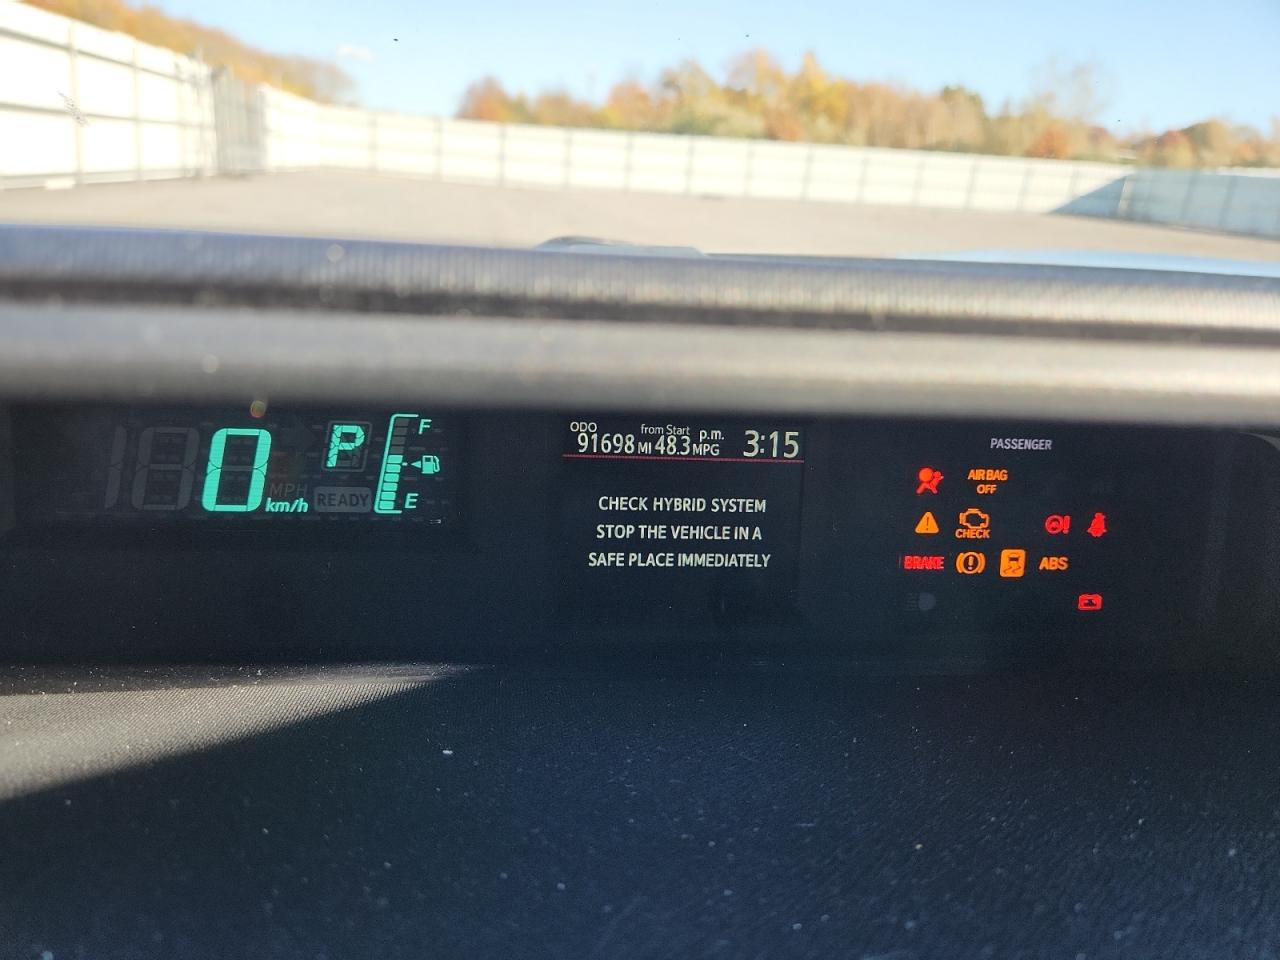 0
MPH
km/h
P
READY
F
E
ODO
91698 MI
from Start
48.3 MPG
p.m.
3:15
CHECK HYBRID SYSTEM
STOP THE VEHICLE IN A
SAFE PLACE IMMEDIATELY
PASSENGER
AIR BAG
OFF
CHECK
BRAKE
ABS